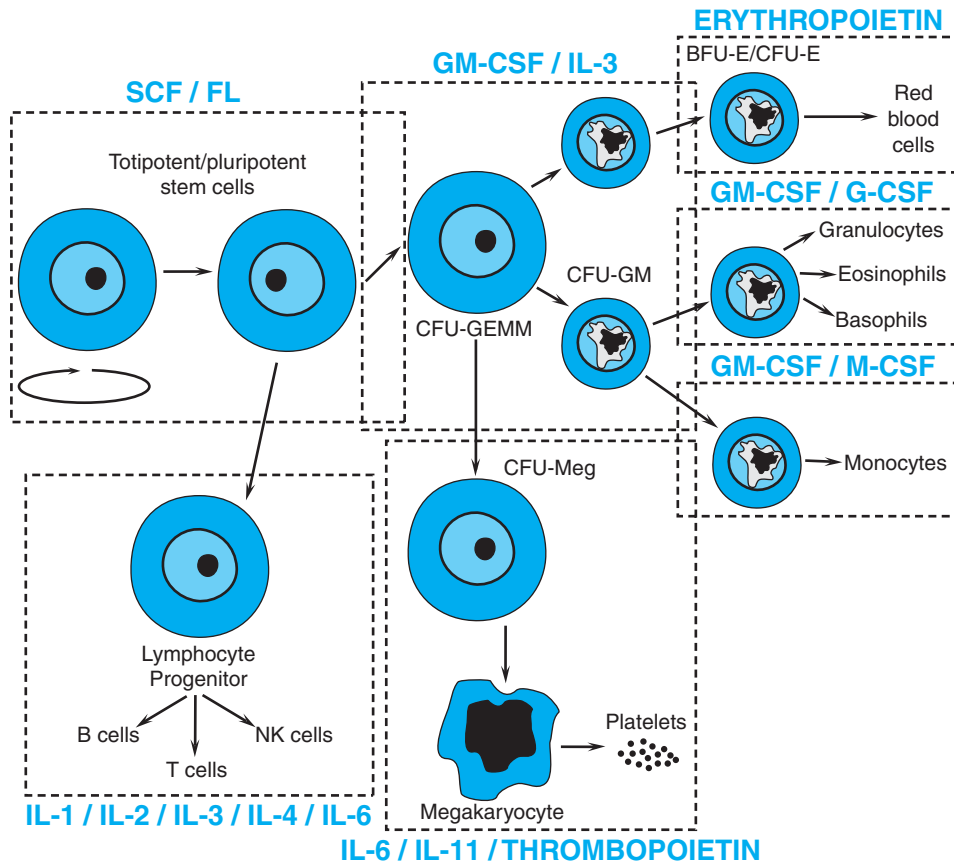 ERYTHROPOIETIN
BFU-E/CFU-E
Red
blood
cells
GM-CSF / IL-3
SCF / FL
Totipotent/pluripotent
stem cells
GM-CSF / G-CSF
Granulocytes
Eosinophils
Basophils
CFU-GM
CFU-GEMM
GM-CSF / M-CSF
Monocytes
CFU-Meg
Lymphocyte
Progenitor
B cells
NK cells
T cells
Platelets
Megakaryocyte
IL-1 / IL-2 / IL-3 / IL-4 / IL-6
IL-6 / IL-11 / THROMBOPOIETIN